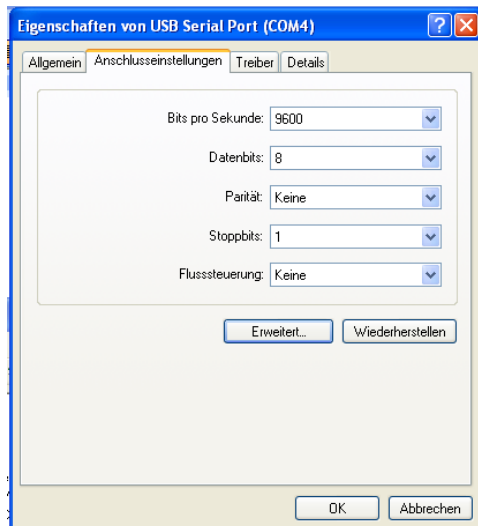 Eigenschaften von USB Serial Port (COM4)
Allgemein Anschlusseinstellungen Treiber Details
Bits pro Sekunde: 9600
Datenbits: 8
Parität: Keine
Stoppbits: 1
Flusssteuerung: Keine
Erweitert... Wiederherstellen
OK Abbrechen